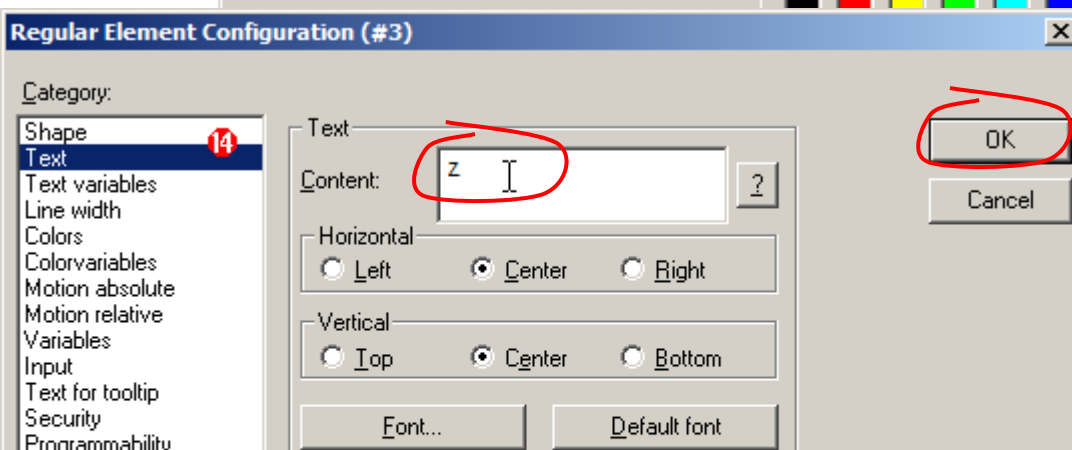 Regular Element Configuration (#3)
Category:
Shape
14
Text
Text variables
Line width
Colors
Colorvariables
Motion absolute
Motion relative
Variables
Input
Text for tooltip
Security
Programmability
Text
Content:
z
?
Horizontal
Left
Center
Right
Vertical
Top
Center
Bottom
Font...
Default font
OK
Cancel